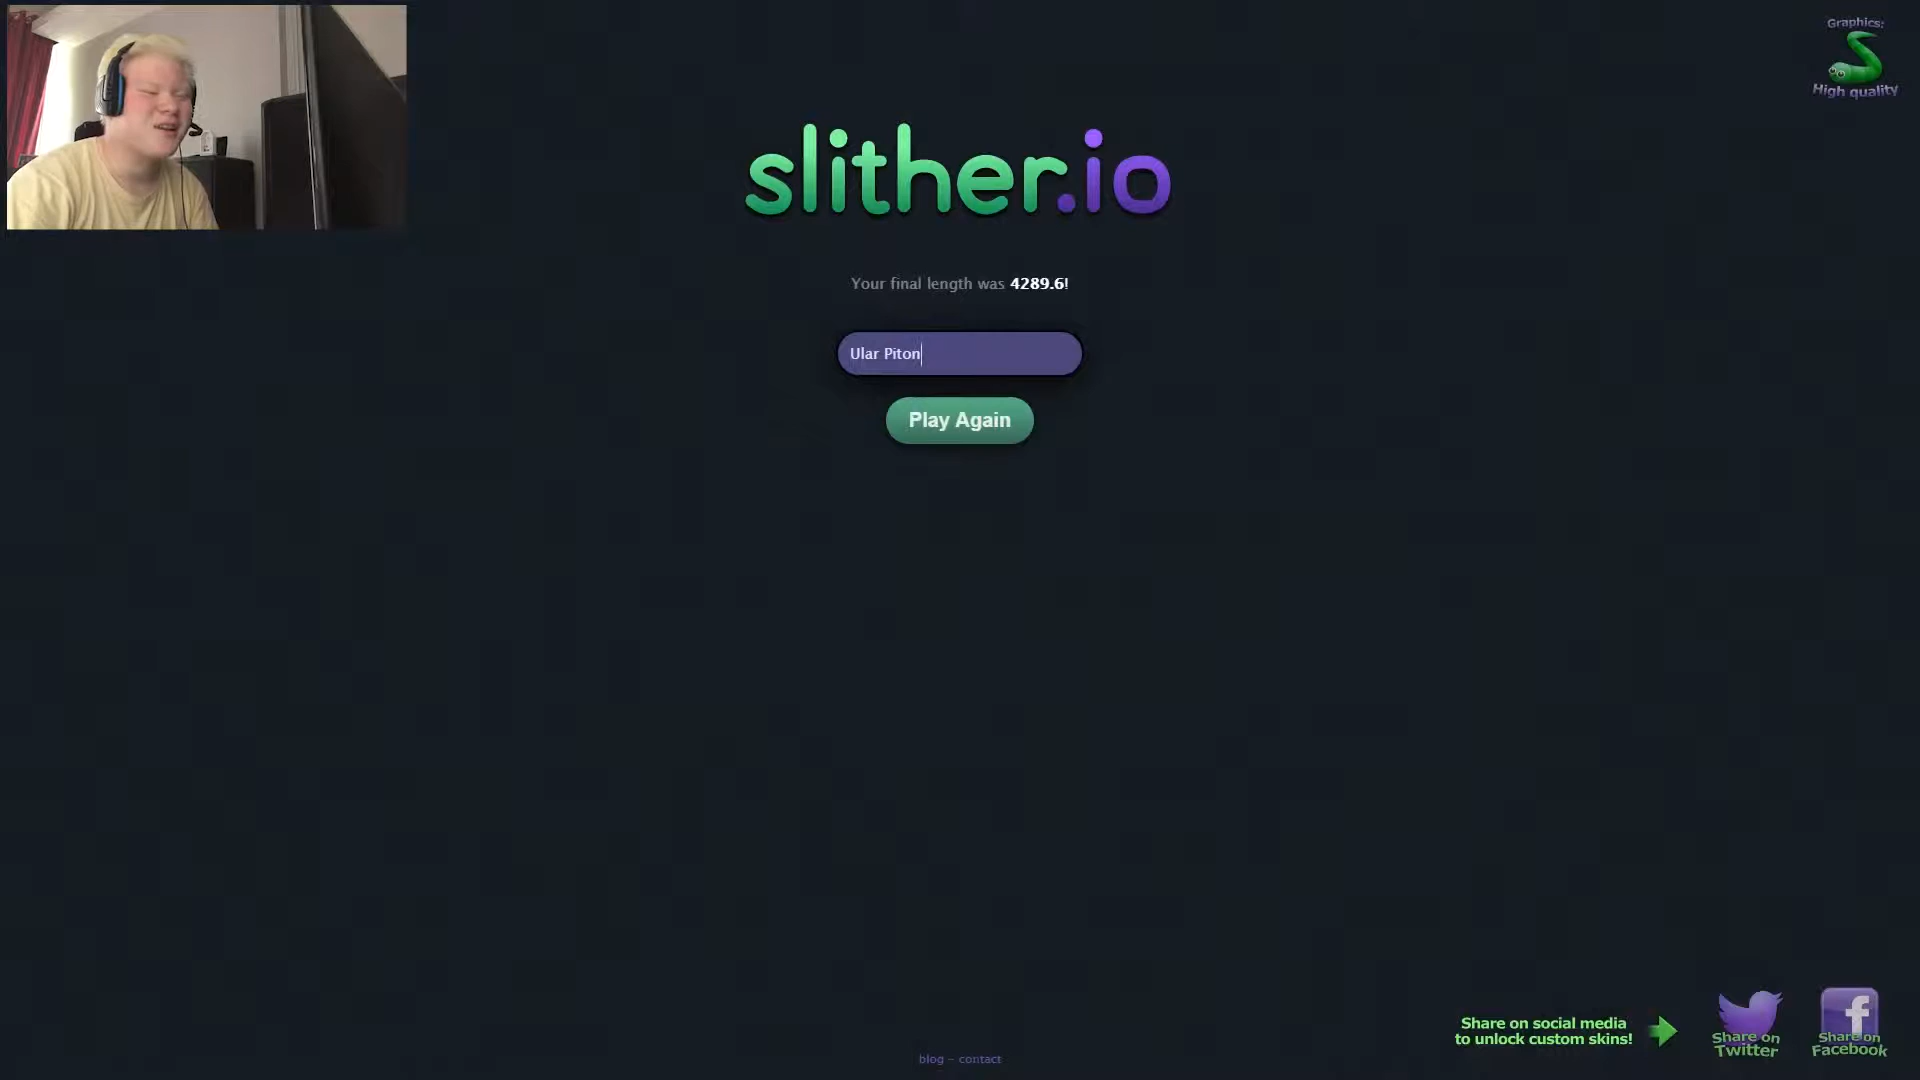 Graphics:
High quality
slither.io
Your final length was 4289.6!
Ular Piton
Play Again
Share on social media
to unlock custom skins!
Share on
Twitter
Share on
Facebook
blog - contact